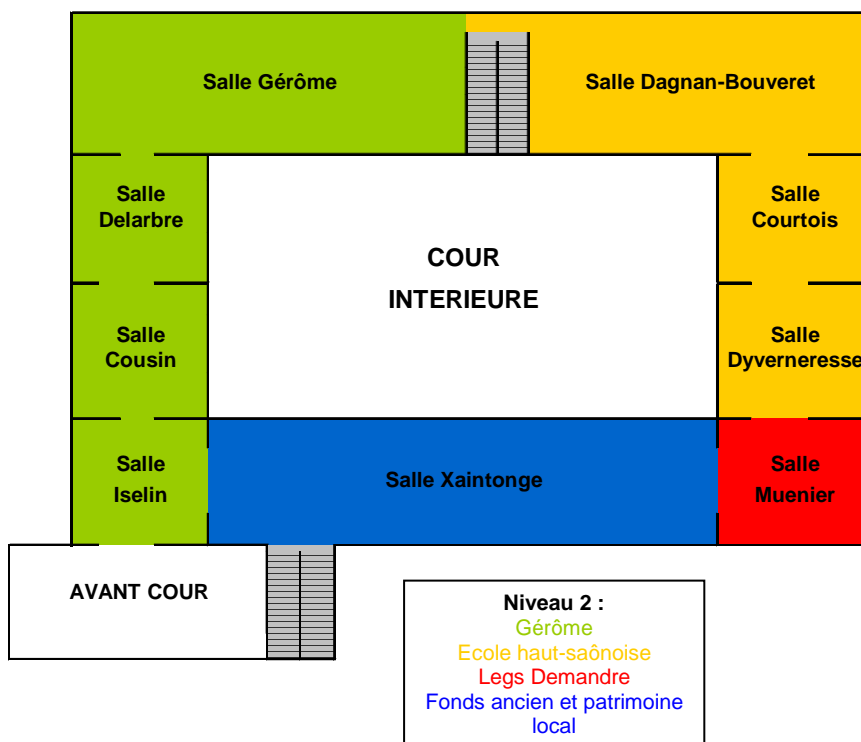 Salle Gérôme
Salle Dagnan-Bouveret
Salle
Delarbre
Salle
Courtois
COUR
INTERIEURE
Salle
Cousin
Salle
Dyverneresse
Salle
Iselin
Salle Xaintonge
Salle
Muenier
AVANT COUR
Niveau 2 :
Gérôme
Ecole haut-saônoise
Legs Demandre
Fonds ancien et patrimoine
local